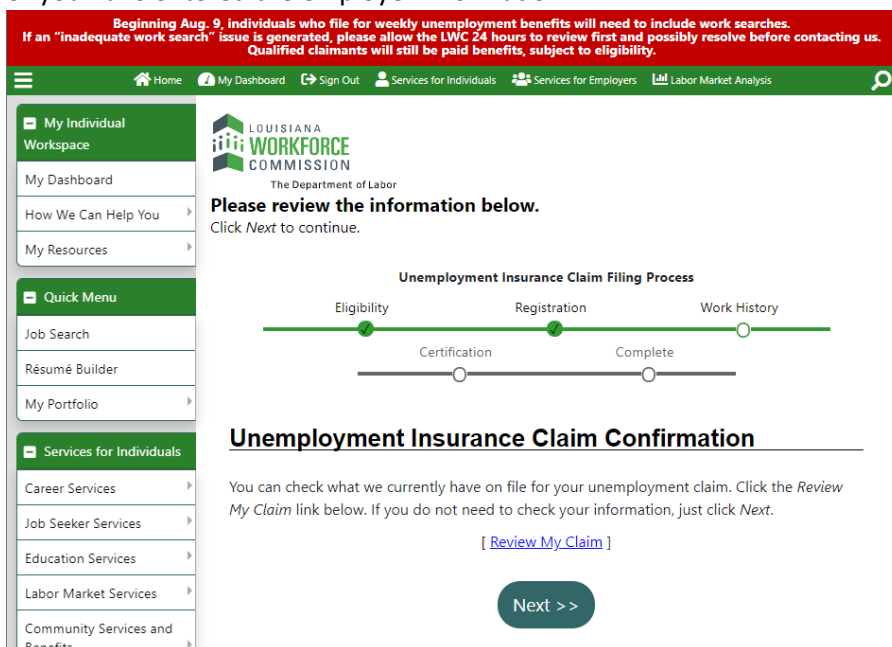 Beginning Aug. 9, individuals who file for weekly unemployment benefits will need to include work searches.
If an "inadequate work search" issue is generated, please allow the LWC 24 hours to review first and possibly resolve before contacting us.
Qualified claimants will still be paid benefits, subject to eligibility.
Home My Dashboard Sign Out Services for Individuals Services for Employers Labor Market Analysis
My Individual
Workspace
My Dashboard
How We Can Help You
My Resources
Quick Menu
Job Search
Résumé Builder
My Portfolio
Services for Individuals
Career Services
Job Seeker Services
Education Services
Labor Market Services
Community Services and
Benefits
LOUISIANA
WORKFORCE
COMMISSION
The Department of Labor
Please review the information below.
Click Next to continue.
Unemployment Insurance Claim Filing Process
Eligibility Registration Work History
Certification Complete
Unemployment Insurance Claim Confirmation
You can check what we currently have on file for your unemployment claim. Click the Review
My Claim link below. If you do not need to check your information, just click Next.
[ Review My Claim ]
Next >>